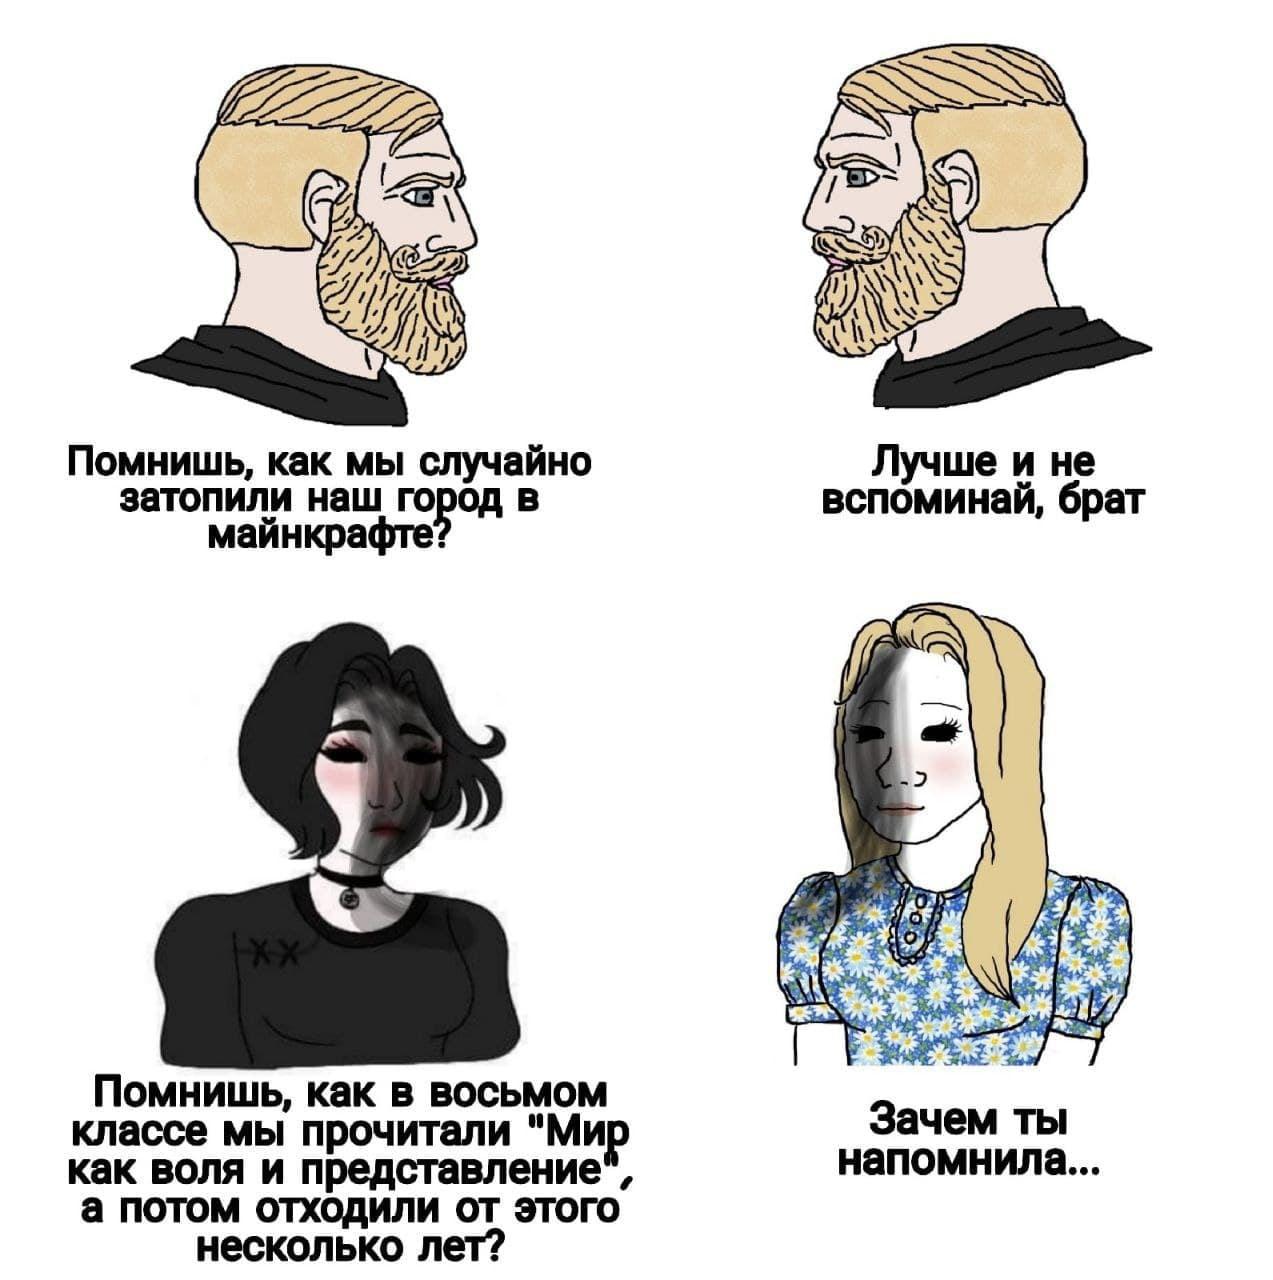 Помнишь, как мы случайно
затопили наш город в
майнкрафте?
Лучше и не
вспоминай, брат
Помнишь, как в восьмом
классе мы прочитали "Мир
как воля и представление",
а потом отходили от этого
несколько лет?
Зачем ты
напомнила...